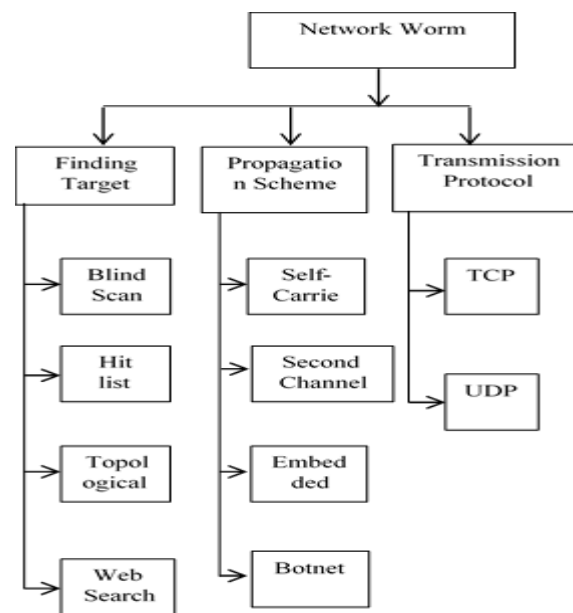 Network Worm
Finding
Target
Propagatio
n Scheme
Transmission
Protocol
Blind
Scan
Hit
list
Topol
ogical
Web
Search
Self-
Carrie
Second
Channel
Embed
ded
Botnet
TCP
UDP